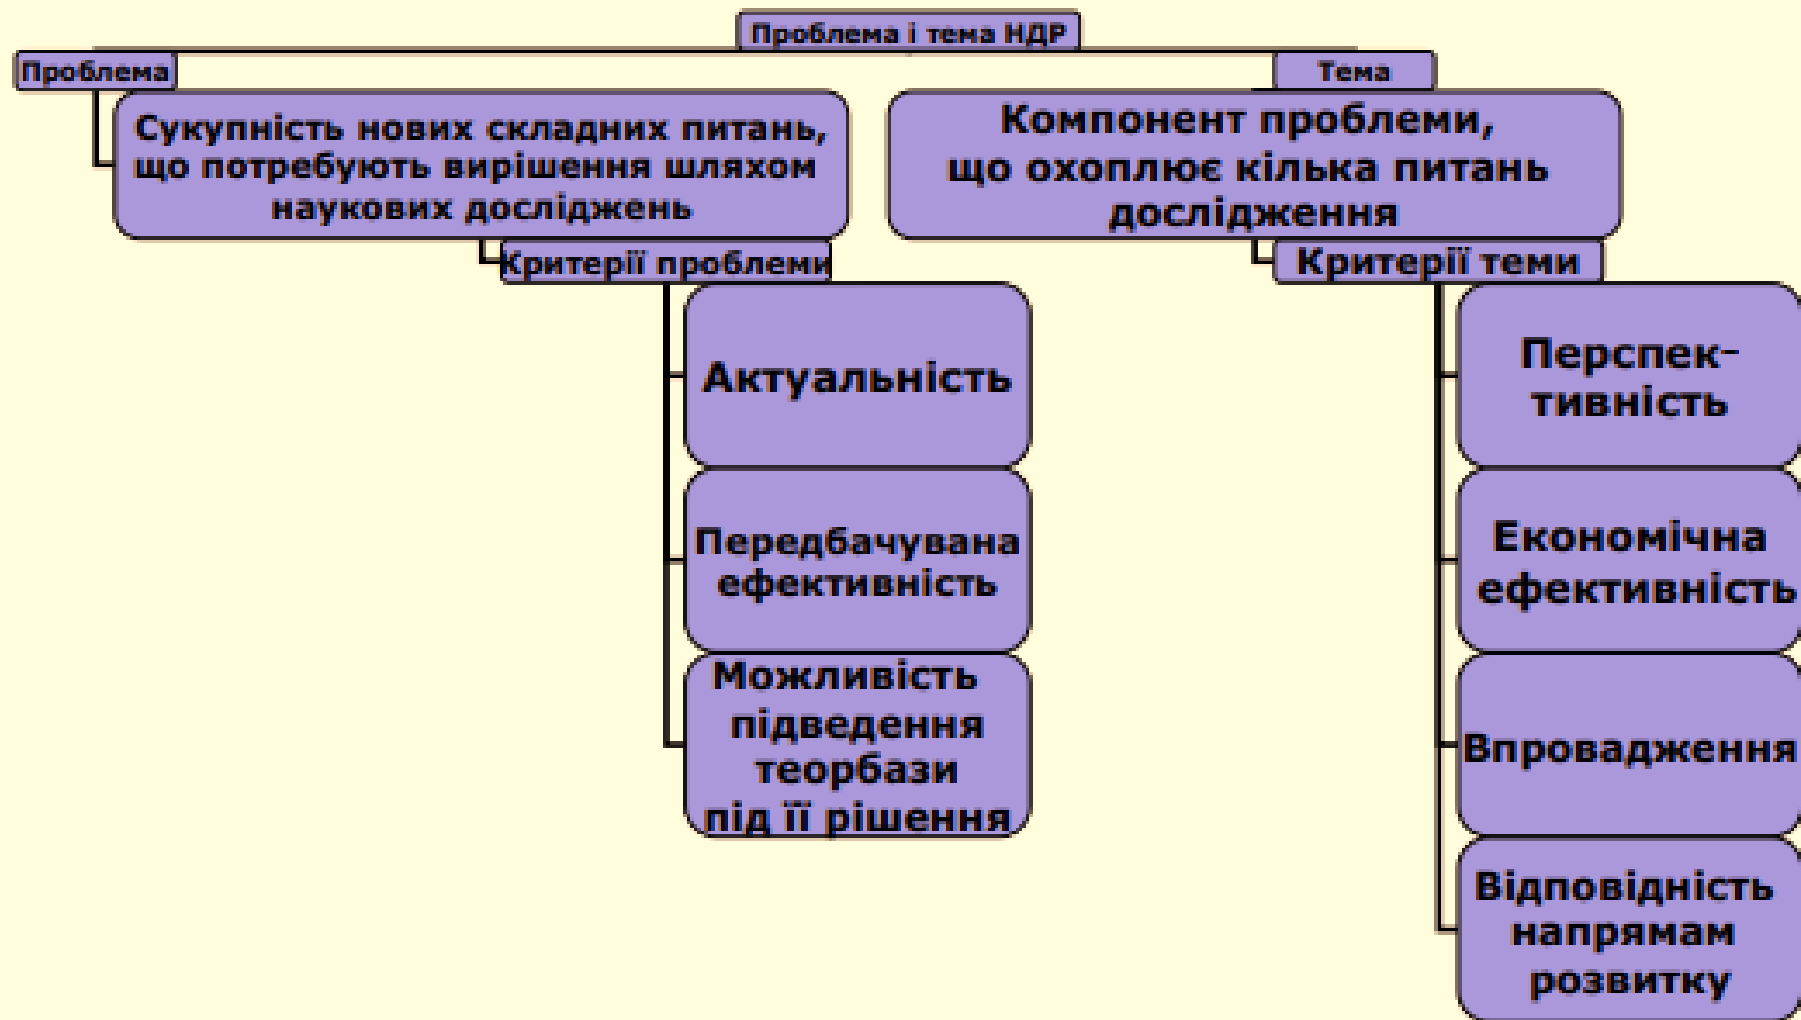 Проблема і тема НДР
Проблема
Сукупність нових складних питань,
що потребують вирішення шляхом
наукових досліджень
Критерії проблеми
Актуальність
Передбачувана
ефективність
Можливість
підведення
теорбази
під її рішення
Тема
Компонент проблеми,
що охоплює кілька питань
дослідження
Критерії теми
Перспек-
тивність
Економічна
ефективність
Впровадження
Відповідність
напрямам
розвитку